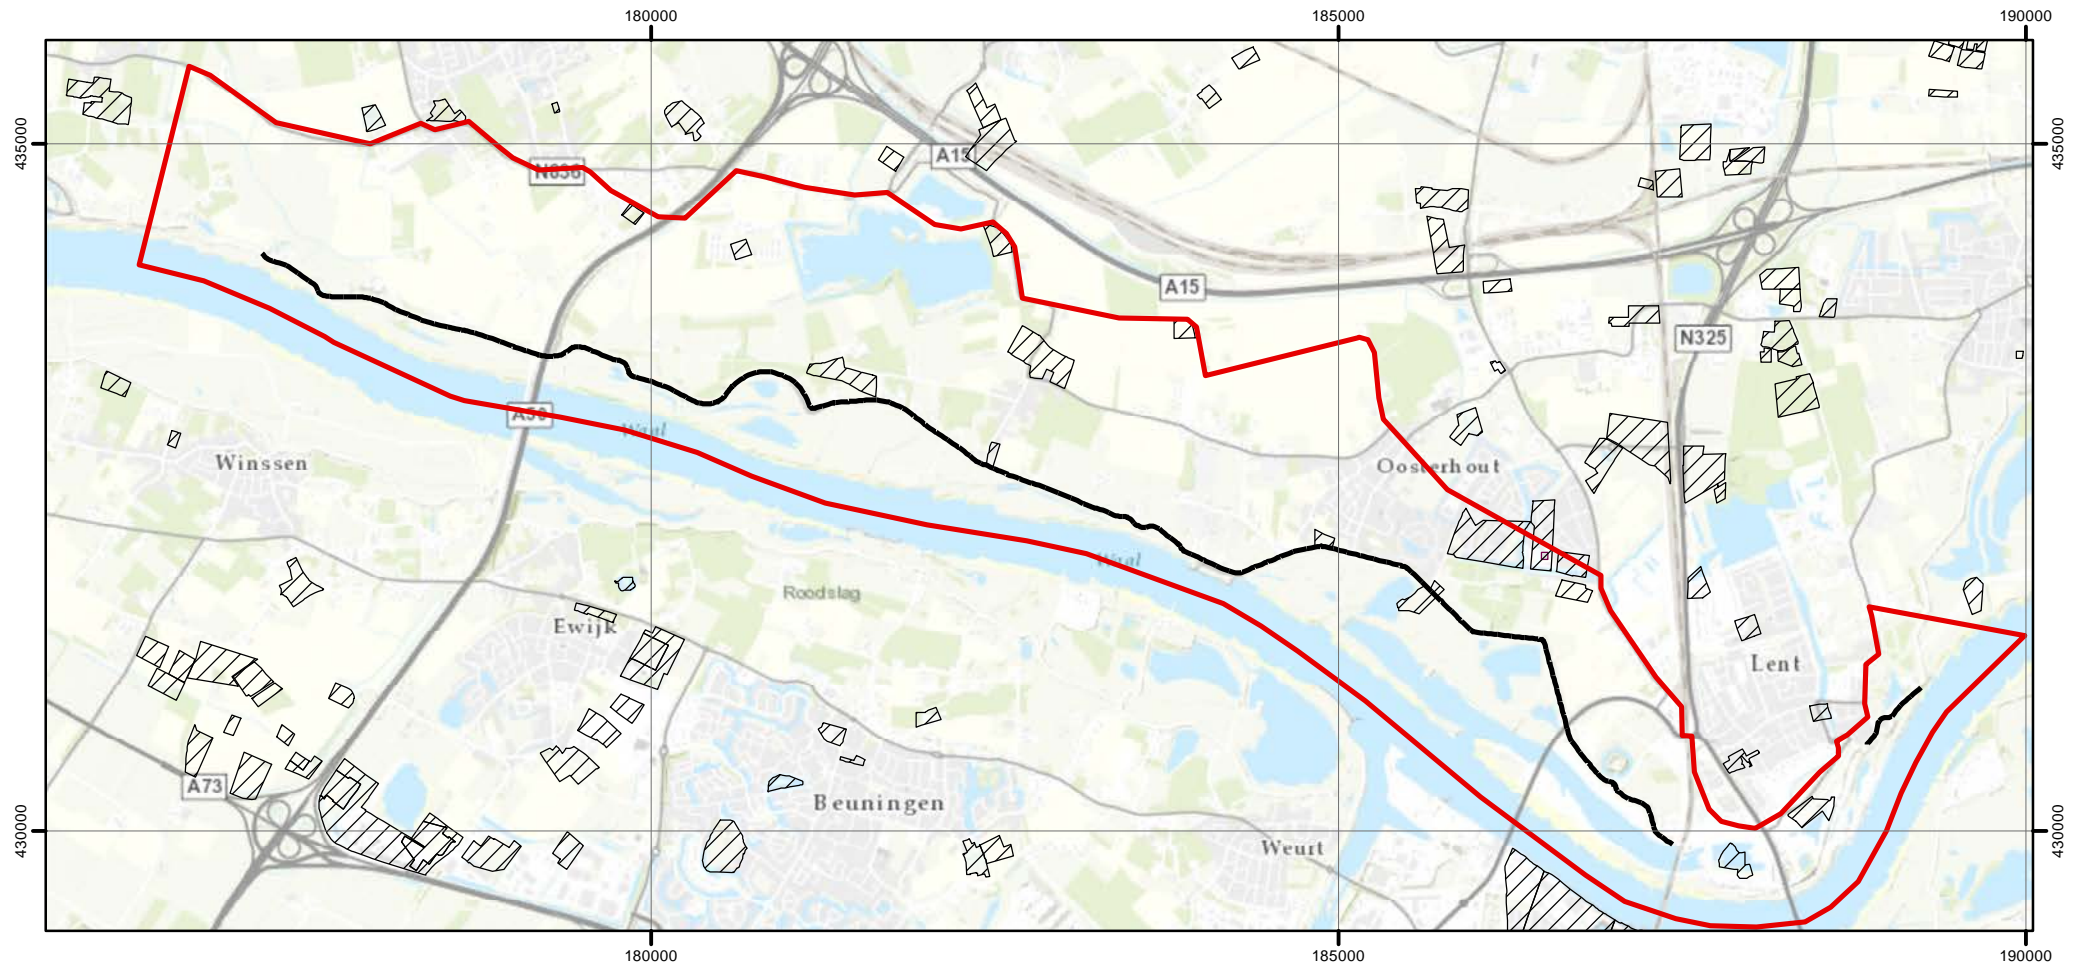 180000
185000
190000
435000
435000
A15
N836
A15
N325
A50
Waal
Winssen
Oosterhout
Waal
Roodslag
Ewijk
Lent
A73
Beuningen
430000
430000
Weurt
180000
185000
190000